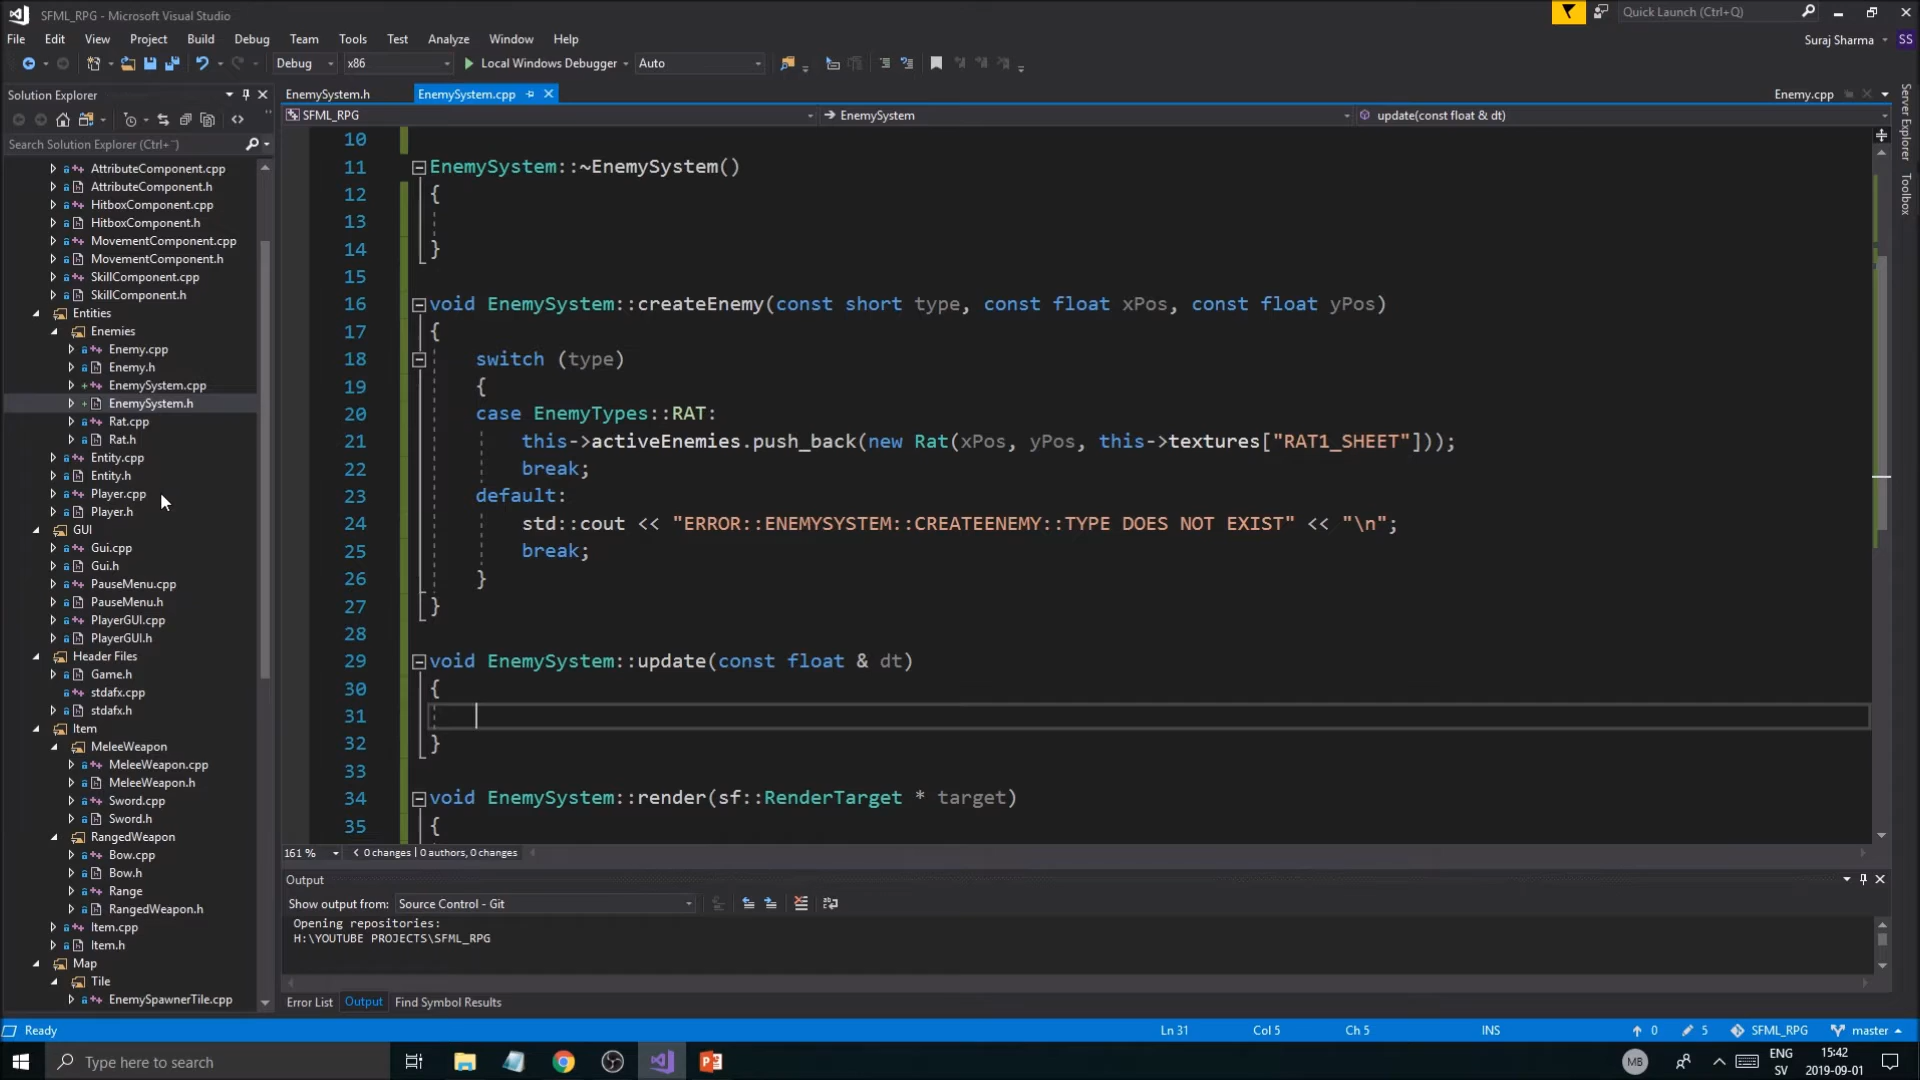 SFML_RPG - Microsoft Visual Studio
Quick Launch (Ctrl+Q)
File Edit View Project Build Debug Team Tools Test Analyze Window Help
Suraj Sharma SS
Debug x86 Local Windows Debugger Auto
Solution Explorer
EnemySystem.h EnemySystem.cpp Enemy.cpp
SFML_RPG EnemySystem update(const float & dt)
Search Solution Explorer (Ctrl+¨)
AttributeComponent.cpp
AttributeComponent.h
HitboxComponent.cpp
HitboxComponent.h
MovementComponent.cpp
MovementComponent.h
SkillComponent.cpp
SkillComponent.h
Entities
Enemies
Enemy.cpp
Enemy.h
EnemySystem.cpp
EnemySystem.h
Rat.cpp
Rat.h
Entity.cpp
Entity.h
Player.cpp
Player.h
GUI
Gui.cpp
Gui.h
PauseMenu.cpp
PauseMenu.h
PlayerGUI.cpp
PlayerGUI.h
Header Files
Game.h
stdafx.cpp
stdafx.h
Item
MeleeWeapon
MeleeWeapon.cpp
MeleeWeapon.h
Sword.cpp
Sword.h
RangedWeapon
Bow.cpp
Bow.h
Range
RangedWeapon.h
Item.cpp
Item.h
Map
Tile
EnemySpawnerTile.cpp
10
11 EnemySystem::~EnemySystem()
12 {
13
14 }
15
16 void EnemySystem::createEnemy(const short type, const float xPos, const float yPos)
17 {
18 switch (type)
19 {
20 case EnemyTypes::RAT:
21 this->activeEnemies.push_back(new Rat(xPos, yPos, this->textures["RAT1_SHEET"]));
22 break;
23 default:
24 std::cout << "ERROR::ENEMYSYSTEM::CREATEENEMY::TYPE DOES NOT EXIST" << "\n";
25 break;
26 }
27 }
28
29 void EnemySystem::update(const float & dt)
30 {
31
32 }
33
34 void EnemySystem::render(sf::RenderTarget * target)
35 {
Server Explorer
Toolbox
161 % 0 changes | 0 authors, 0 changes
Output
Show output from: Source Control - Git
Opening repositories:
H:\YOUTUBE PROJECTS\SFML_RPG
Error List Output Find Symbol Results
Ready Ln 31 Col 5 Ch 5 INS 0 5 SFML_RPG master
Type here to search
MB ENG 15:42
SV 2019-09-01